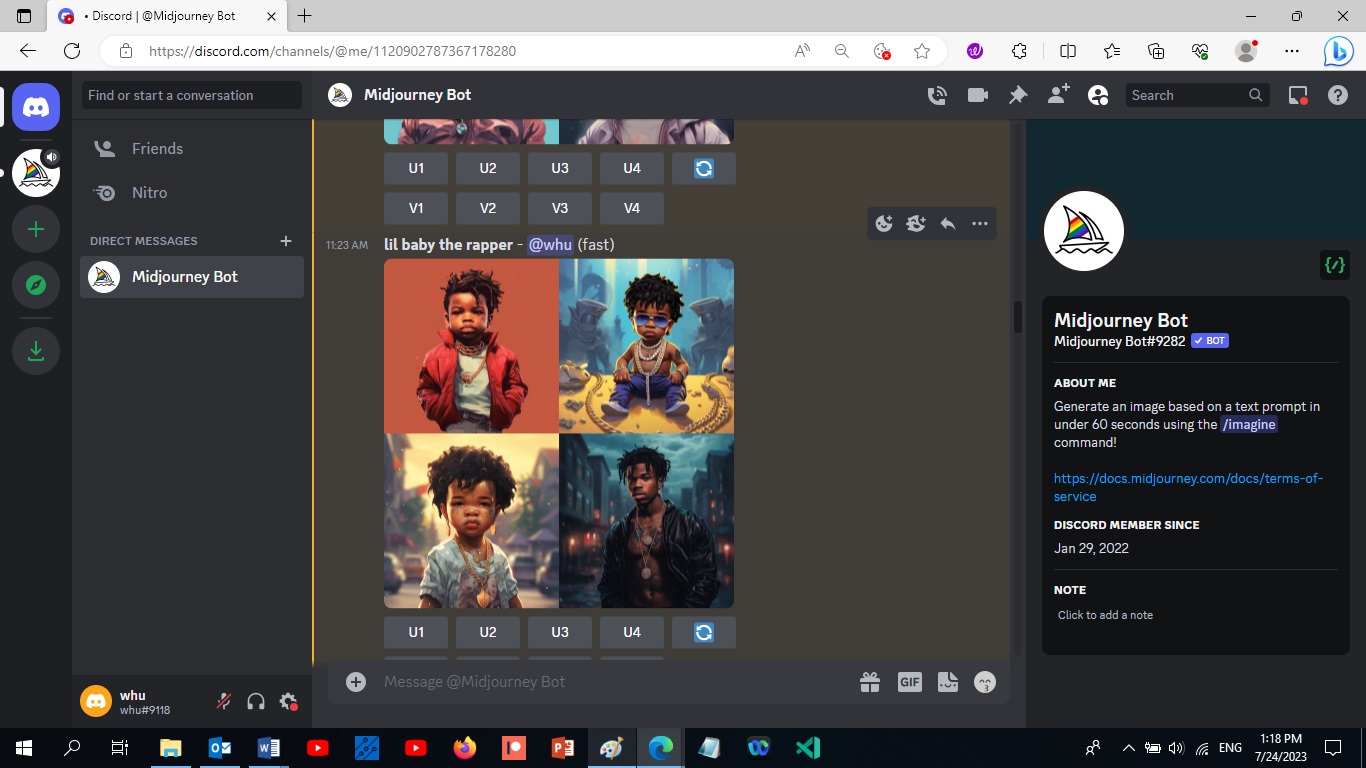 • Discord | @Midjourney Bot
https://discord.com/channels/@me/1120902787367178280
Find or start a conversation
Friends
Nitro
DIRECT MESSAGES
Midjourney Bot
whu
whu#9118
Midjourney Bot
Search
U1 U2 U3 U4
V1 V2 V3 V4
11:23 AM lil baby the rapper - @whu (fast)
U1 U2 U3 U4
Message @Midjourney Bot
GIF
Midjourney Bot
Midjourney Bot#9282 BOT
ABOUT ME
Generate an image based on a text prompt in
under 60 seconds using the /imagine
command!
https://docs.midjourney.com/docs/terms-of-
service
DISCORD MEMBER SINCE
Jan 29, 2022
NOTE
Click to add a note
ENG
1:18 PM
7/24/2023